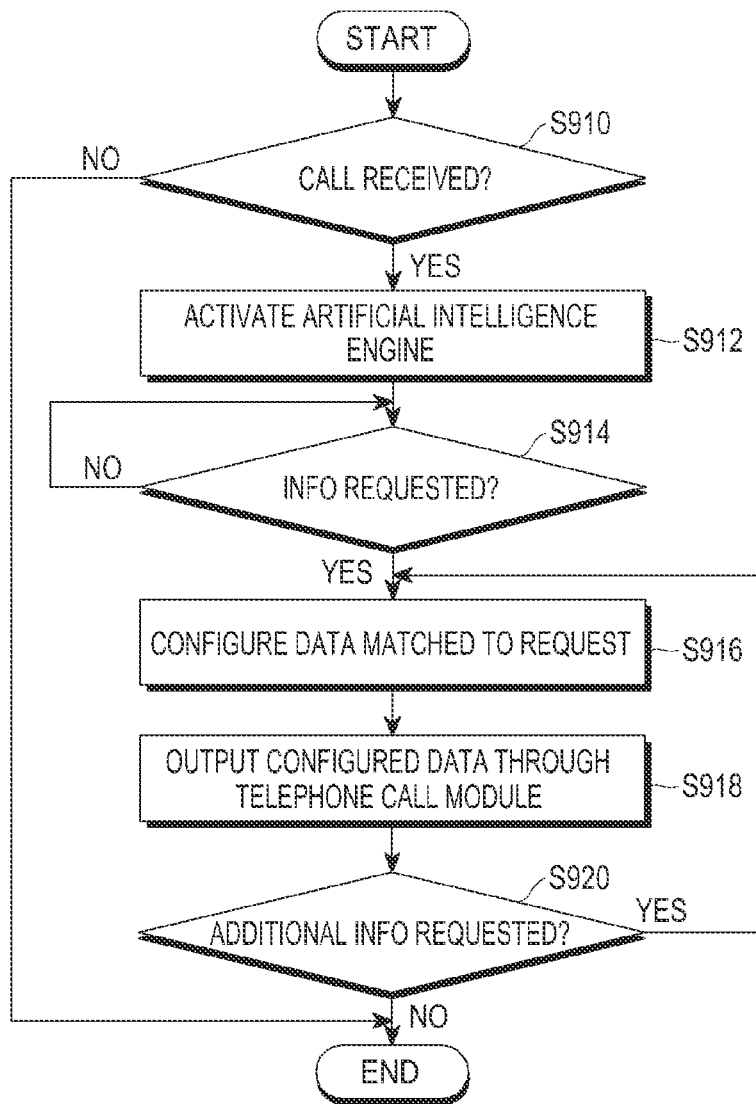 START
S910
NO
CALL RECEIVED?
YES
ACTIVATE ARTIFICIAL INTELLIGENCE
ENGINE
S912
S914
NO
INFO REQUESTED?
YES
CONFIGURE DATA MATCHED TO REQUEST
S916
OUTPUT CONFIGURED DATA THROUGH
TELEPHONE CALL MODULE
S918
S920
YES
ADDITIONAL INFO REQUESTED?
NO
END